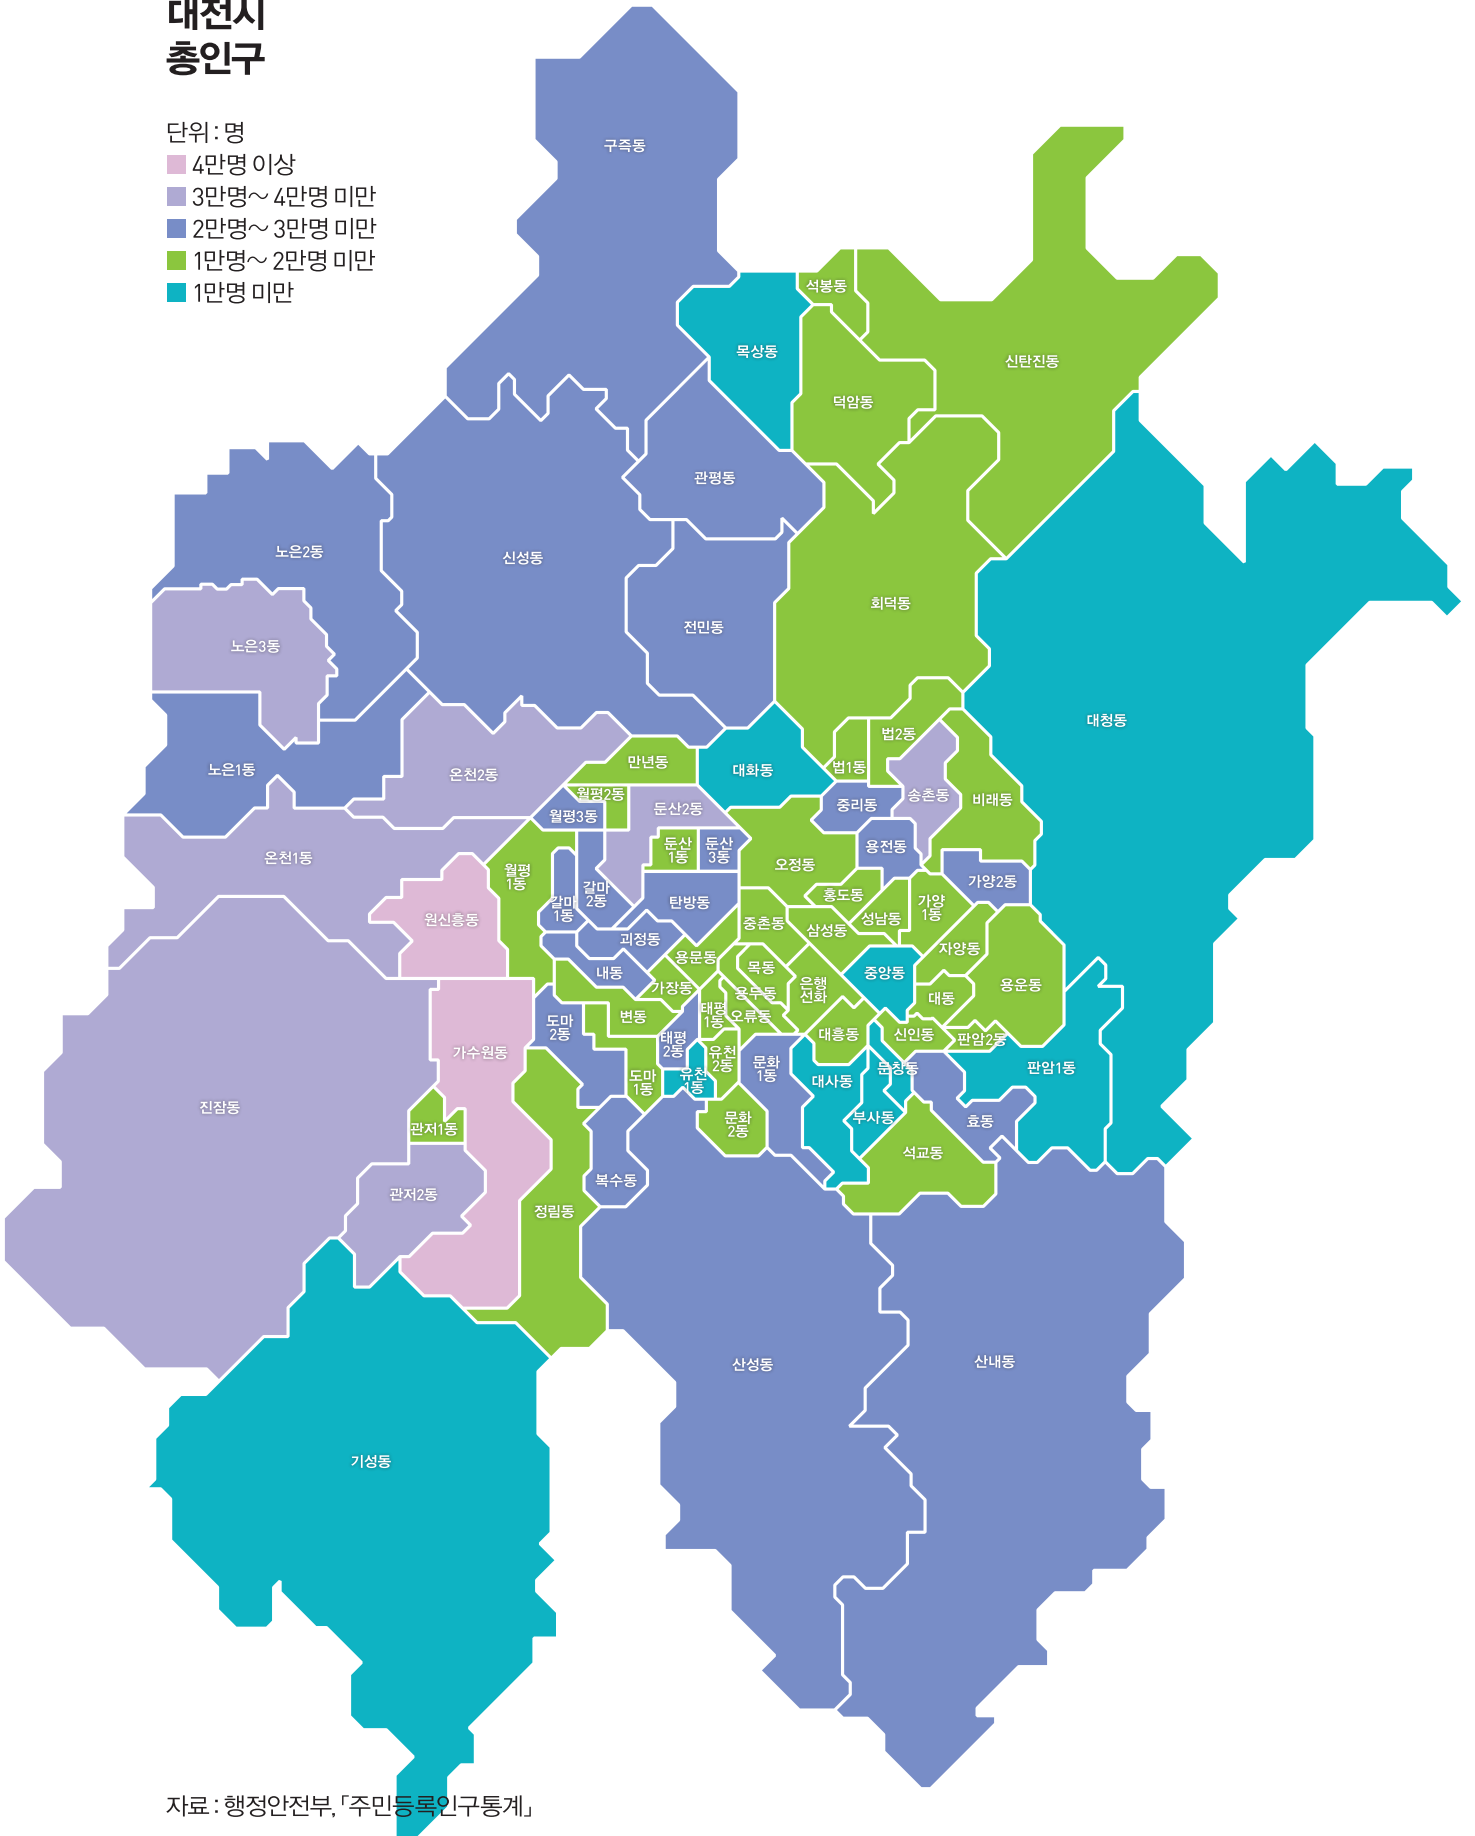 대전시
총인구
단위 : 명
4만명 이상
3만명~ 4만명 미만
2만명~ 3만명 미만
1만명~ 2만명 미만
1만명 미만
구즉동
석봉동
목상동
신탄진동
덕암동
관평동
노은2동
신성동
회덕동
전민동
노은3동
대청동
법2동
만년동
법1동
노은1동
온천2동
대화동
월평2동
송촌동
비래동
중리동
둔산2동
월평3동
둔산
1동
둔산
3동
용전동
온천1동
오정동
월평
1동
가양2동
갈마
2동
홍도동
갈마
1동
탄방동
가양
1동
원신흥동
성남동
중촌동
삼성동
괴정동
자양동
용문동
목동
내동
중앙동
가장동
은행
선화
용운동
용두동
대동
태평
1동
변동
오류동
도마
2동
대흥동
신인동
태평
2동
판암2동
가수원동
유천
2동
문화
1동
문창동
판암1동
유천
1동
도마
1동
대사동
진잠동
문화
2동
부사동
효동
관저1동
석교동
복수동
관저2동
정림동
산성동
산내동
기성동
자료 : 행정안전부, 「주민등록인구통계」